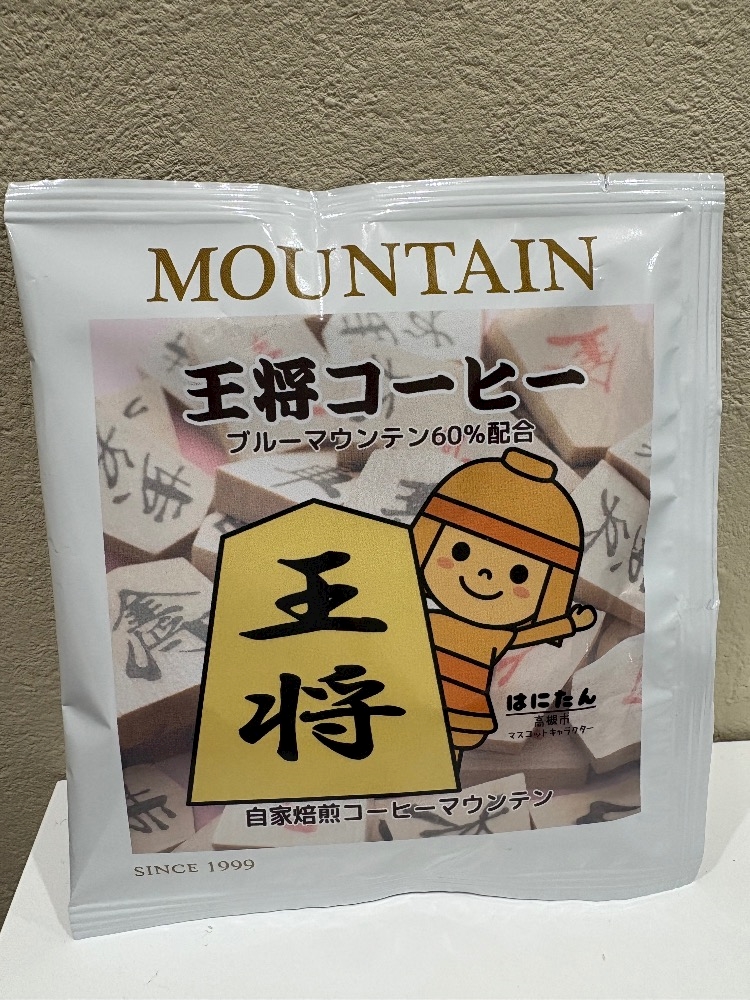 MOUNTAIN
王将コーヒー
ブルーマウンテン60%配合
王
将
はにたん
高槻市
マスコットキャラクター
自家焙煎コーヒーマウンテン
SINCE 1999